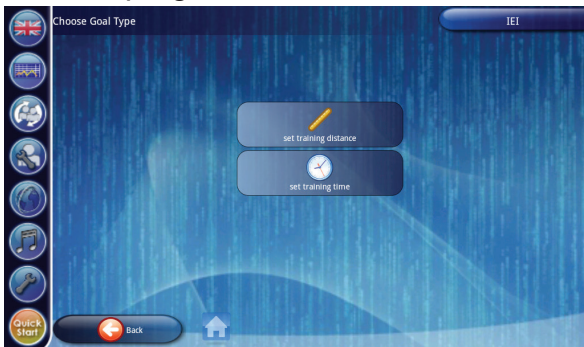 Choose Goal Type
IEI
set training distance
set training time
Quick
Start
Back